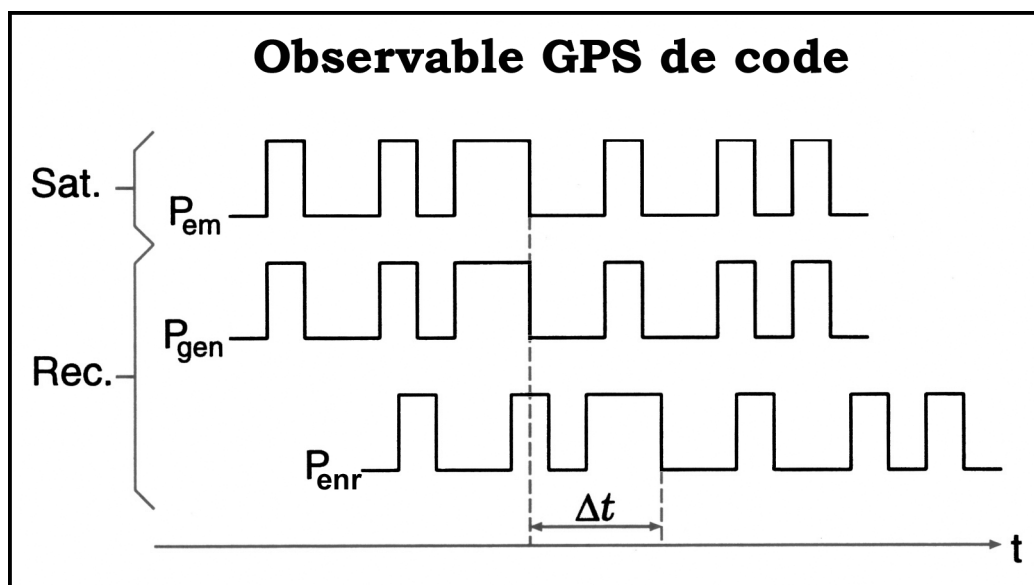 Observable GPS de code
Sat.
Pem
Pgen
Rec.
Penr
Δt
t